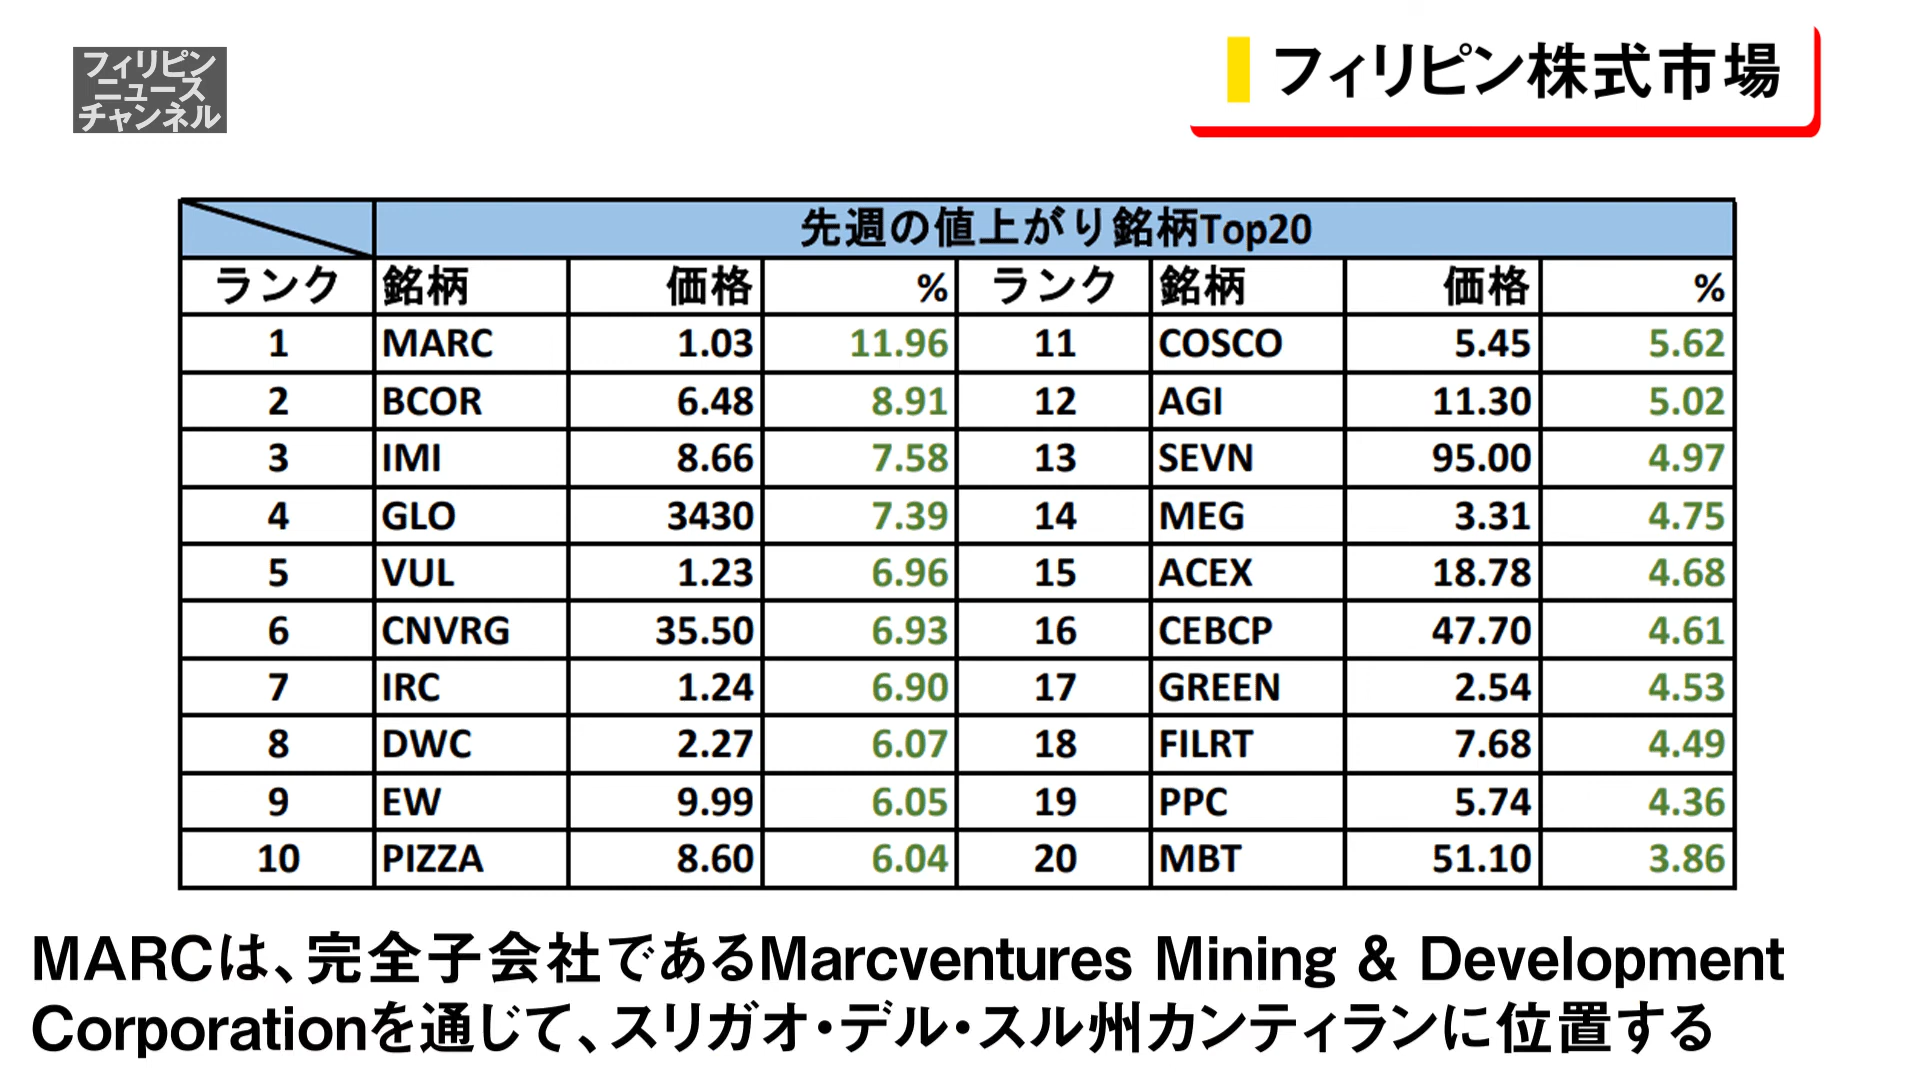 フィリピン
ニュース
チャンネル
フィリピン株式市場
先週の値上がり銘柄Top20
ランク 銘柄 価格 % ランク 銘柄 価格 %
1 MARC 1.03 11.96 11 COSCO 5.45 5.62
2 BCOR 6.48 8.91 12 AGI 11.30 5.02
3 IMI 8.66 7.58 13 SEVN 95.00 4.97
4 GLO 3430 7.39 14 MEG 3.31 4.75
5 VUL 1.23 6.96 15 ACEX 18.78 4.68
6 CNVRG 35.50 6.93 16 CEBCP 47.70 4.61
7 IRC 1.24 6.90 17 GREEN 2.54 4.53
8 DWC 2.27 6.07 18 FILRT 7.68 4.49
9 EW 9.99 6.05 19 PPC 5.74 4.36
10 PIZZA 8.60 6.04 20 MBT 51.10 3.86
MARCは、完全子会社であるMarcventures Mining & Development
Corporationを通じて、スリガオ・デル・スル州カンティランに位置する